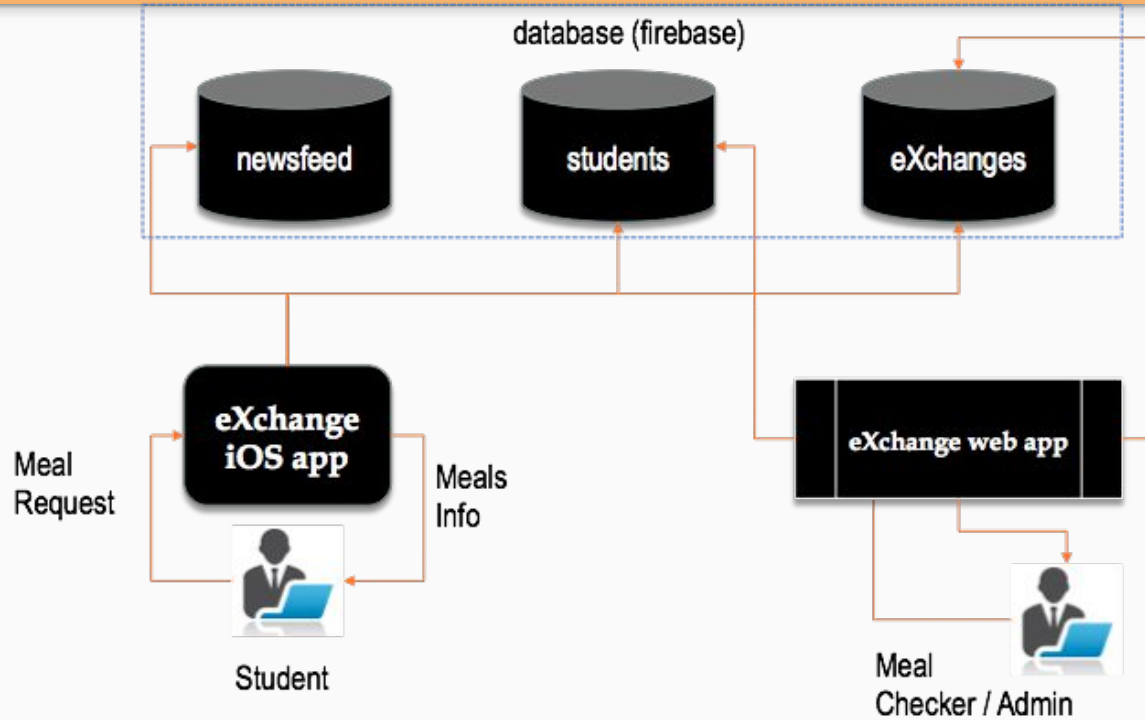 database (firebase)
newsfeed
students
eXchanges
eXchange
iOS app
eXchange web app
Meal
Request
Meals
Info
Student
Meal
Checker / Admin